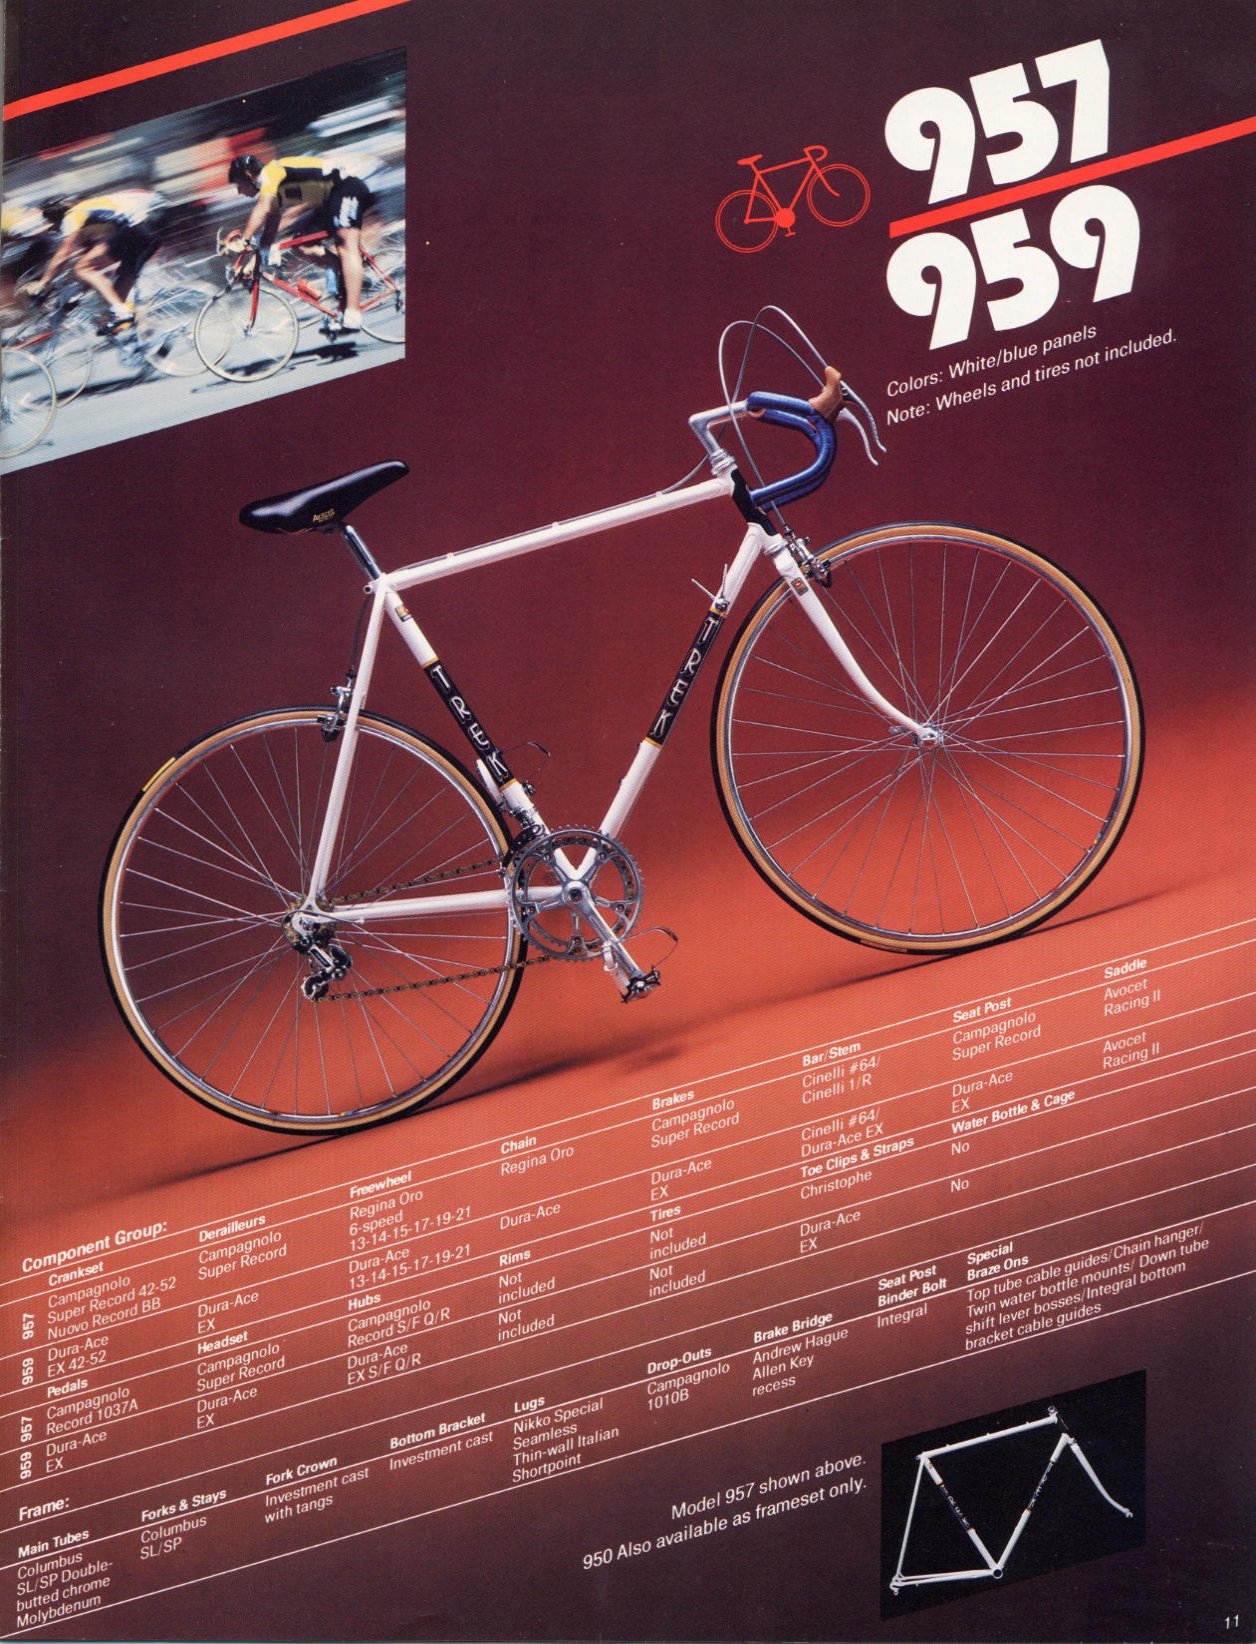 957
959
Colors: White/blue panels
Note: Wheels and tires not included.
AVOCET
TREK
TREK
Component Group:
Crankset
957
Campagnolo
Super Record 42-52
Nuovo Record BB
959
Dura-Ace
EX 42-52
Derailleurs
Campagnolo
Super Record
Dura-Ace
EX
Freewheel
Regina Oro
6-speed
13-14-15-17-19-21
Dura-Ace
13-14-15-17-19-21
Chain
Regina Oro
Dura-Ace
Brakes
Campagnolo
Super Record
Dura-Ace
EX
Bar/Stem
Cinelli #64/
Cinelli 1/R
Cinelli #64/
Dura-Ace EX
Seat Post
Campagnolo
Super Record
Dura-Ace
EX
Saddle
Avocet
Racing II
Avocet
Racing II
Pedals
957
Campagnolo
Record 1037A
959
Dura-Ace
EX
Headset
Campagnolo
Super Record
Dura-Ace
EX
Hubs
Campagnolo
Record S/F Q/R
Dura-Ace
EX S/F Q/R
Rims
Not
included
Not
included
Tires
Not
included
Not
included
Toe Clips & Straps
Christophe
Dura-Ace
EX
Water Bottle & Cage
No
No
Frame:
Main Tubes
Columbus
SL/SP Double-
butted chrome
Molybdenum
Forks & Stays
Columbus
SL/SP
Fork Crown
Investment cast
with tangs
Bottom Bracket
Investment cast
Lugs
Nikko Special
Seamless
Thin-wall Italian
Shortpoint
Drop-Outs
Campagnolo
1010B
Brake Bridge
Andrew Hague
Allen Key
recess
Seat Post
Binder Bolt
Integral
Special
Braze Ons
Top tube cable guides/Chain hanger/
Twin water bottle mounts/Down tube
shift lever bosses/Integral bottom
bracket cable guides
Model 957 shown above.
950 Also available as frameset only.
TREK
TREK
11